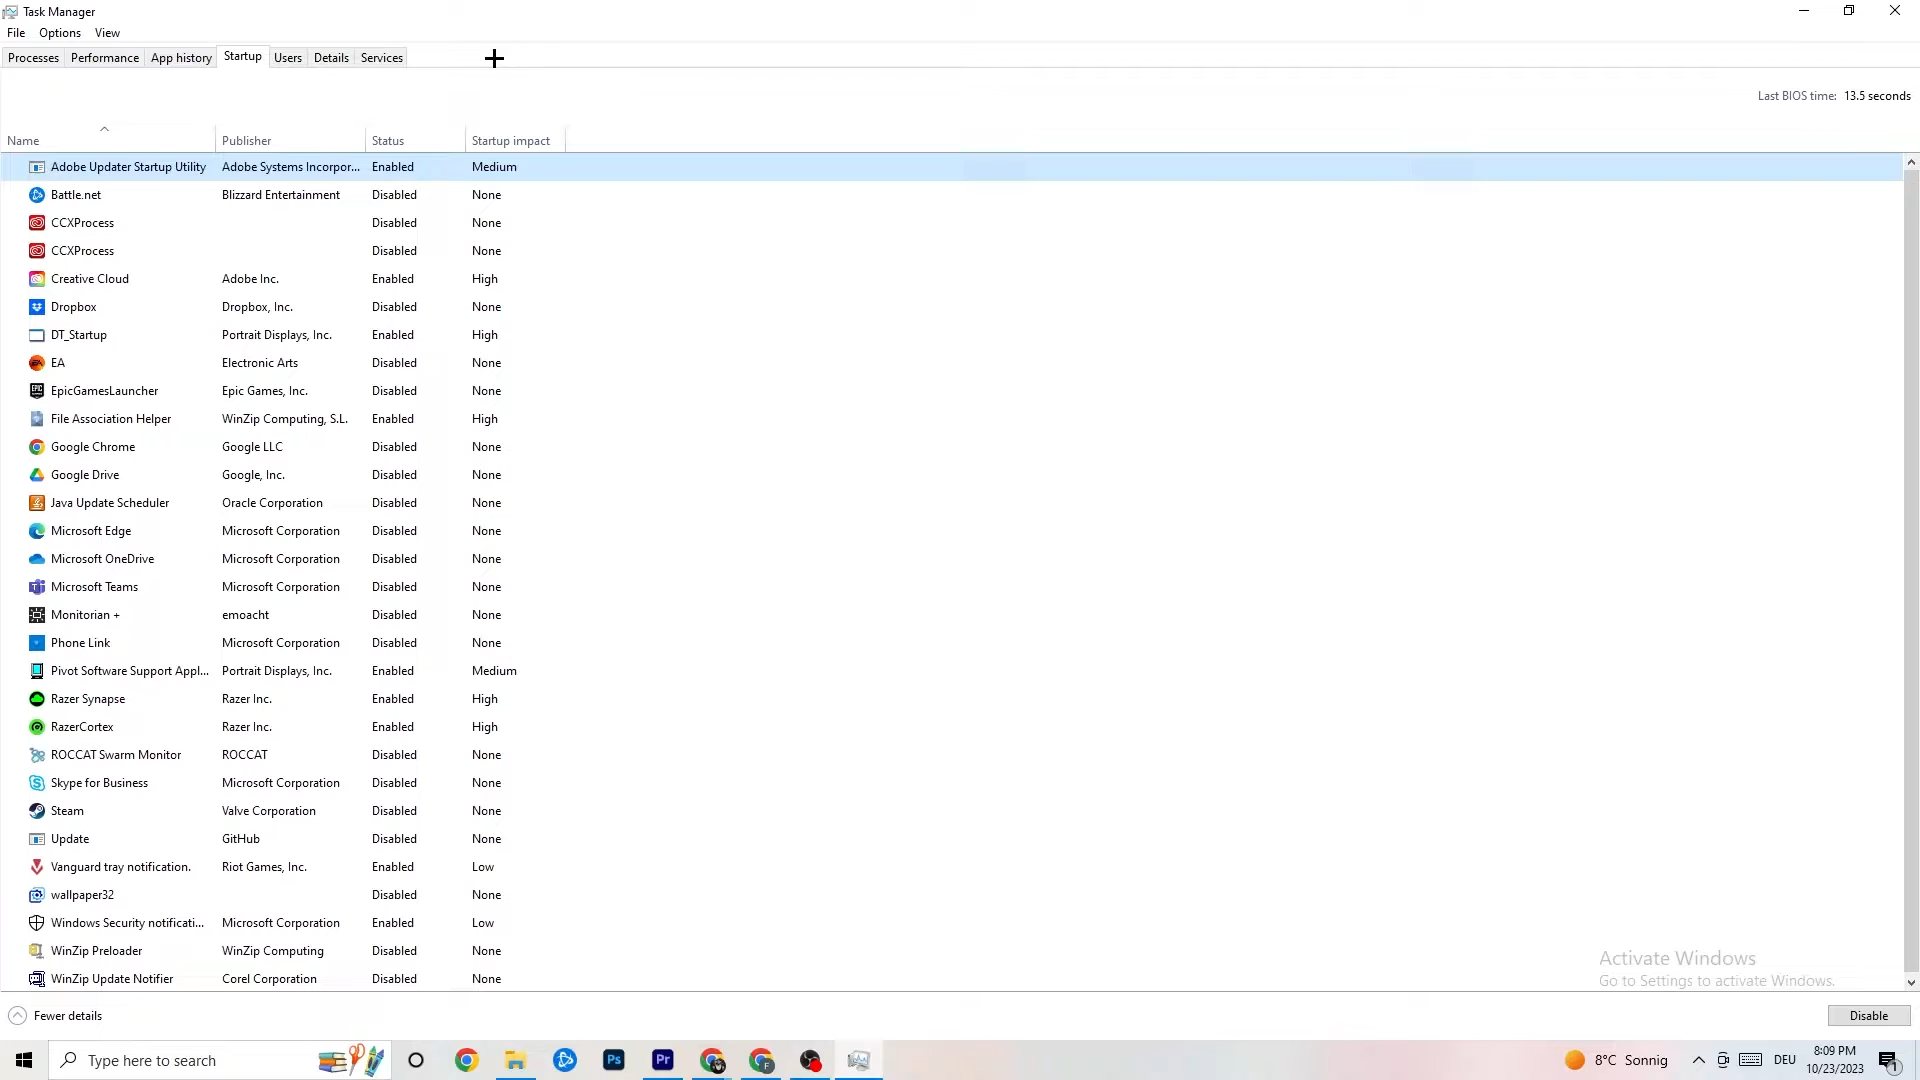 Task Manager
File Options View
Processes Performance App history Startup Users Details Services
Last BIOS time: 13.5 seconds
Name Publisher Status Startup impact
Adobe Updater Startup Utility Adobe Systems Incorpor... Enabled Medium
Battle.net Blizzard Entertainment Disabled None
CCXProcess Disabled None
CCXProcess Disabled None
Creative Cloud Adobe Inc. Enabled High
Dropbox Dropbox, Inc. Disabled None
DT_Startup Portrait Displays, Inc. Enabled High
EA Electronic Arts Disabled None
EpicGamesLauncher Epic Games, Inc. Disabled None
File Association Helper WinZip Computing, S.L. Enabled High
Google Chrome Google LLC Disabled None
Google Drive Google, Inc. Disabled None
Java Update Scheduler Oracle Corporation Disabled None
Microsoft Edge Microsoft Corporation Disabled None
Microsoft OneDrive Microsoft Corporation Disabled None
Microsoft Teams Microsoft Corporation Disabled None
Monitorian + emoacht Disabled None
Phone Link Microsoft Corporation Disabled None
Pivot Software Support Appl... Portrait Displays, Inc. Enabled Medium
Razer Synapse Razer Inc. Enabled High
RazerCortex Razer Inc. Enabled High
ROCCAT Swarm Monitor ROCCAT Disabled None
Skype for Business Microsoft Corporation Disabled None
Steam Valve Corporation Disabled None
Update GitHub Disabled None
Vanguard tray notification. Riot Games, Inc. Enabled Low
wallpaper32 Disabled None
Windows Security notificati... Microsoft Corporation Enabled Low
WinZip Preloader WinZip Computing Disabled None
WinZip Update Notifier Corel Corporation Disabled None
Activate Windows
Go to Settings to activate Windows.
Fewer details Disable
Type here to search Ps Pr F 8°C Sonnig DEU 8:09 PM
10/23/2023 1